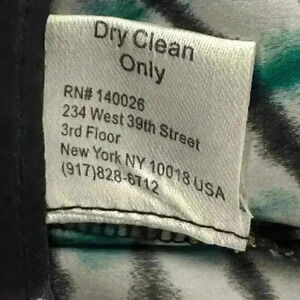 Dry Clean
Only
RN# 140026
234 West 39th Street
3rd Floor
New York NY 10018 USA
(917)828-6712